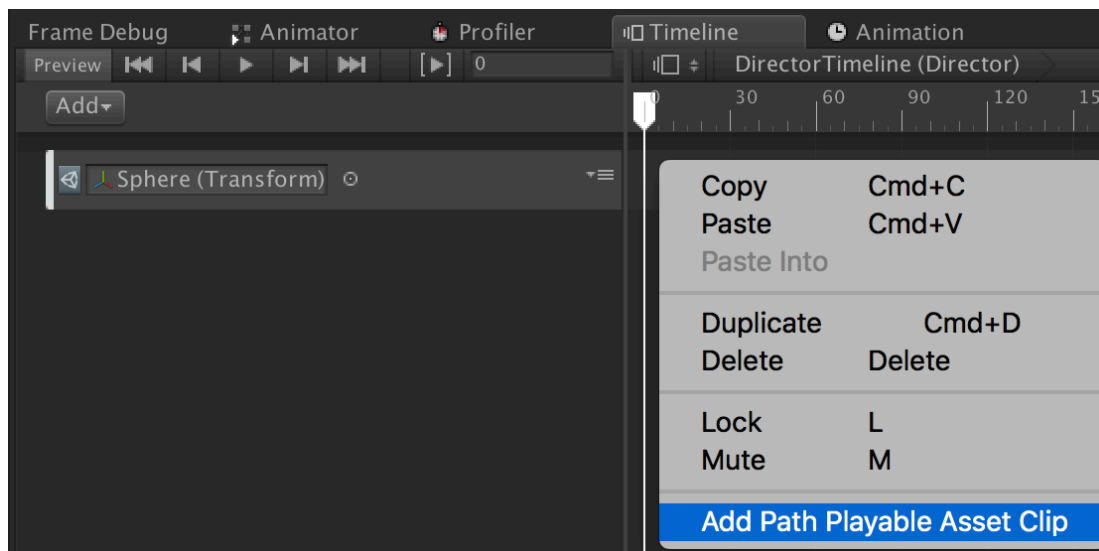 Frame Debug Animator Profiler Timeline Animation
Preview 0 DirectorTimeline (Director)
Add
0 30 60 90 120 15
Sphere (Transform)
Copy Cmd+C
Paste Cmd+V
Paste Into
Duplicate Cmd+D
Delete Delete
Lock L
Mute M
Add Path Playable Asset Clip